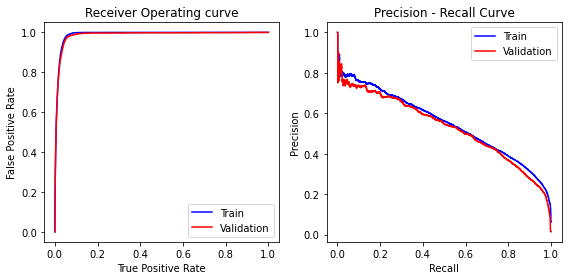 Receiver Operating curve
False Positive Rate
1.0
0.8
0.6
0.4
0.2
0.0
Train
Validation
0.0 0.2 0.4 0.6 0.8 1.0
True Positive Rate
Precision - Recall Curve
Precision
1.0
0.8
0.6
0.4
0.2
0.0
Train
Validation
0.0 0.2 0.4 0.6 0.8 1.0
Recall